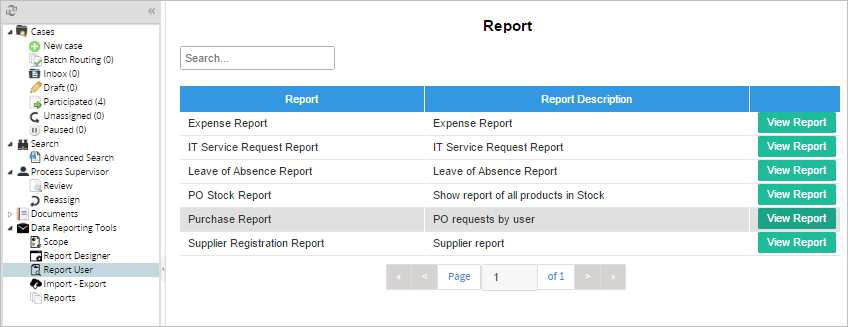 «
Cases
New case
Batch Routing (0)
Inbox (0)
Draft (0)
Participated (4)
Unassigned (0)
Paused (0)
Search
Advanced Search
Process Supervisor
Review
Reassign
Documents
Data Reporting Tools
Scope
Report Designer
Report User
Import - Export
Reports
Report
Search...
Report Report Description
Expense Report Expense Report View Report
IT Service Request Report IT Service Request Report View Report
Leave of Absence Report Leave of Absence Report View Report
PO Stock Report Show report of all products in Stock View Report
Purchase Report PO requests by user View Report
Supplier Registration Report Supplier report View Report
« < Page 1 of 1 > »